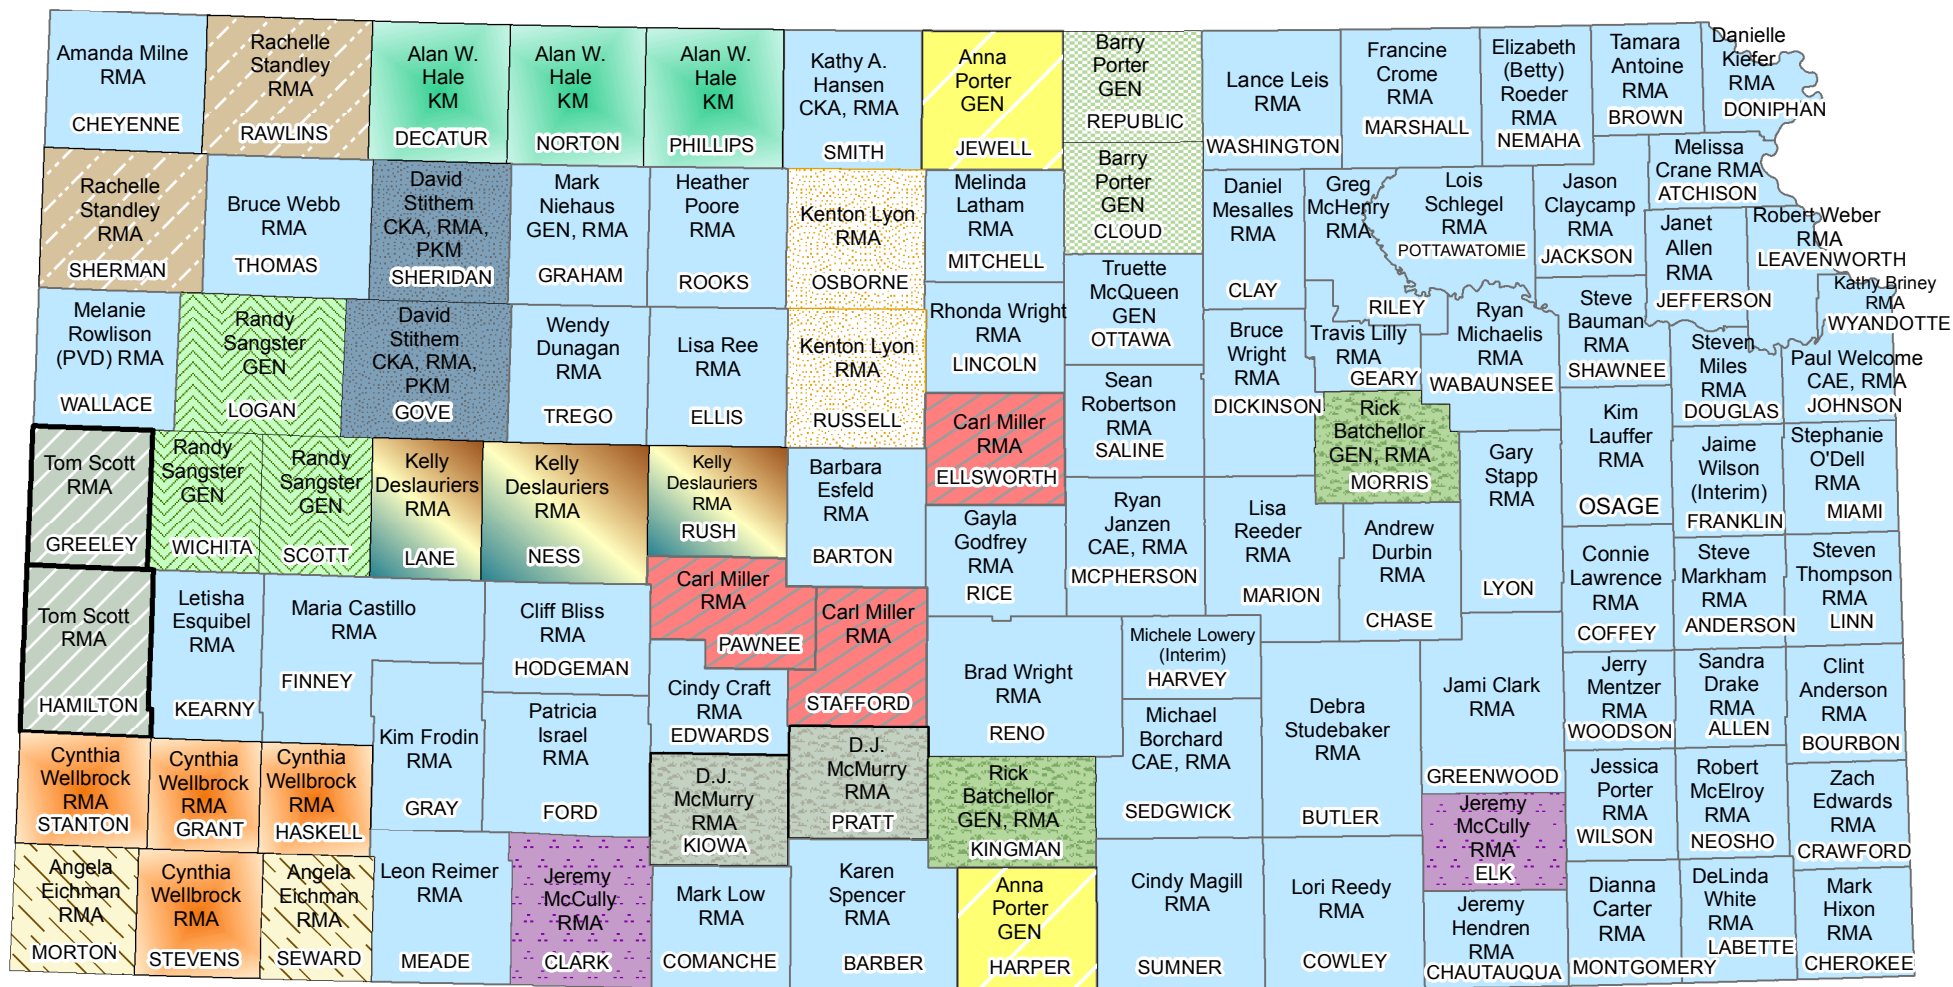 Amanda Milne
RMA
CHEYENNE
Rachelle
Standley
RMA
RAWLINS
Alan W.
Hale
KM
DECATUR
Alan W.
Hale
KM
NORTON
Alan W.
Hale
KM
PHILLIPS
Kathy A.
Hansen
CKA, RMA
SMITH
Anna
Porter
GEN
JEWELL
Barry
Porter
GEN
REPUBLIC
Lance Leis
RMA
WASHINGTON
Francine
Crome
RMA
MARSHALL
Elizabeth
(Betty)
Roeder
RMA
NEMAHA
Tamara
Antoine
RMA
BROWN
Danielle
Kiefer
RMA
DONIPHAN
Rachelle
Standley
RMA
SHERMAN
Bruce Webb
RMA
THOMAS
David
Stithem
CKA, RMA,
PKM
SHERIDAN
Mark
Niehaus
GEN, RMA
GRAHAM
Heather
Poore
RMA
ROOKS
Kenton Lyon
RMA
OSBORNE
Melinda
Latham
RMA
MITCHELL
Barry
Porter
GEN
CLOUD
Daniel
Mesalles
RMA
CLAY
Greg
McHenry
RMA
RILEY
Lois
Schlegel
RMA
POTTAWATOMIE
Jason
Claycamp
RMA
JACKSON
Melissa
Crane RMA
ATCHISON
Janet
Allen
RMA
JEFFERSON
Robert Weber
RMA
LEAVENWORTH
Kathy Briney
RMA
WYANDOTTE
Melanie
Rowlison
(PVD) RMA
WALLACE
Randy
Sangster
GEN
LOGAN
David
Stithem
CKA, RMA,
PKM
GOVE
Wendy
Dunagan
RMA
TREGO
Lisa Ree
RMA
ELLIS
Kenton Lyon
RMA
RUSSELL
Rhonda Wright
RMA
LINCOLN
Truette
McQueen
GEN
OTTAWA
Sean
Robertson
RMA
SALINE
Bruce
Wright
RMA
DICKINSON
Travis Lilly
RMA
GEARY
Ryan
Michaelis
RMA
WABAUNSEE
Steve
Bauman
RMA
SHAWNEE
Steven
Miles
RMA
DOUGLAS
Paul Welcome
CAE, RMA
JOHNSON
Tom Scott
RMA
GREELEY
Randy
Sangster
GEN
WICHITA
Randy
Sangster
GEN
SCOTT
Kelly
Deslauriers
RMA
LANE
Kelly
Deslauriers
RMA
NESS
Kelly
Deslauriers
RMA
RUSH
Barbara
Esfeld
RMA
BARTON
Carl Miller
RMA
ELLSWORTH
Gayla
Godfrey
RMA
RICE
Ryan
Janzen
CAE, RMA
MCPHERSON
Lisa
Reeder
RMA
MARION
Rick
Batchellor
GEN, RMA
MORRIS
Andrew
Durbin
RMA
CHASE
Gary
Stapp
RMA
LYON
Kim
Lauffer
RMA
OSAGE
Jaime
Wilson
(Interim)
FRANKLIN
Stephanie
O'Dell
RMA
MIAMI
Tom Scott
RMA
HAMILTON
Letisha
Esquibel
RMA
KEARNY
Maria Castillo
RMA
FINNEY
Cliff Bliss
RMA
HODGEMAN
Carl Miller
RMA
PAWNEE
Carl Miller
RMA
STAFFORD
Cindy Craft
RMA
EDWARDS
Brad Wright
RMA
RENO
Michele Lowery
(Interim)
HARVEY
Connie
Lawrence
RMA
COFFEY
Steve
Markham
RMA
ANDERSON
Steven
Thompson
RMA
LINN
Kim Frodin
RMA
GRAY
Patricia
Israel
RMA
FORD
Michael
Borchard
CAE, RMA
SEDGWICK
Debra
Studebaker
RMA
BUTLER
Jami Clark
RMA
GREENWOOD
Jerry
Mentzer
RMA
WOODSON
Sandra
Drake
RMA
ALLEN
Clint
Anderson
RMA
BOURBON
Cynthia
Wellbrock
RMA
STANTON
Cynthia
Wellbrock
RMA
GRANT
Cynthia
Wellbrock
RMA
HASKELL
D.J.
McMurry
RMA
KIOWA
D.J.
McMurry
RMA
PRATT
Rick
Batchellor
GEN, RMA
KINGMAN
Jeremy
McCully
RMA
ELK
Jessica
Porter
RMA
WILSON
Robert
McElroy
RMA
NEOSHO
Zach
Edwards
RMA
CRAWFORD
Angela
Eichman
RMA
MORTON
Cynthia
Wellbrock
RMA
STEVENS
Angela
Eichman
RMA
SEWARD
Leon Reimer
RMA
MEADE
Jeremy
McCully
RMA
CLARK
Mark Low
RMA
COMANCHE
Karen
Spencer
RMA
BARBER
Anna
Porter
GEN
HARPER
Cindy Magill
RMA
SUMNER
Lori Reedy
RMA
COWLEY
Jeremy
Hendren
RMA
CHAUTAUQUA
Dianna
Carter
RMA
MONTGOMERY
DeLinda
White
RMA
LABETTE
Mark
Hixon
RMA
CHEROKEE